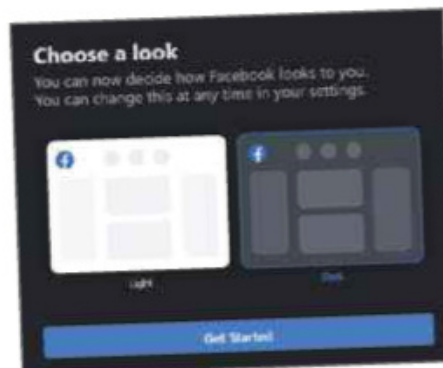 Choose a look
You can now decide how Facebook looks to you.
You can change this at any time in your settings.
Light
Dark
Get Started